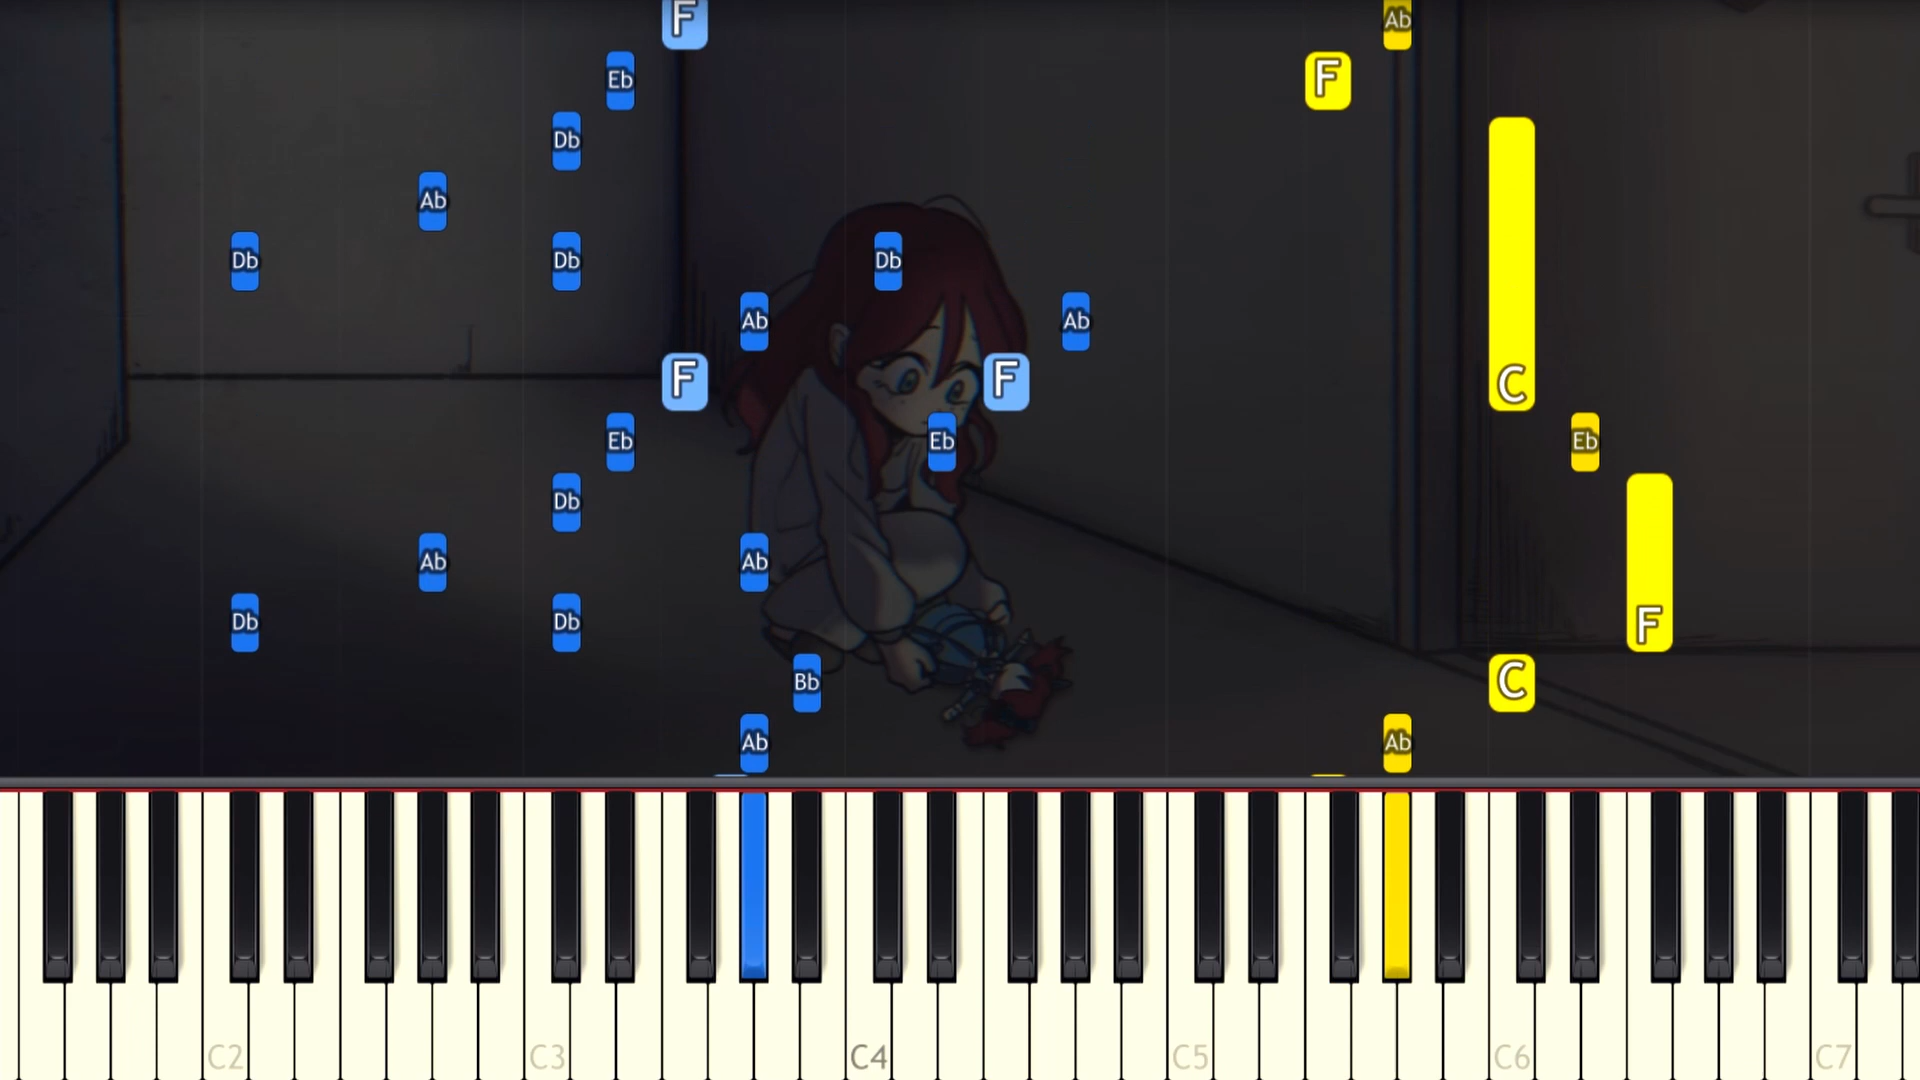 F Ab
Eb F
Db
Ab
Db Db Db
Ab Ab
F F C
Eb Eb Eb
Db
Ab Ab
Db Db F
Bb C
Ab Ab
C2 C3 C4 C5 C6 C7